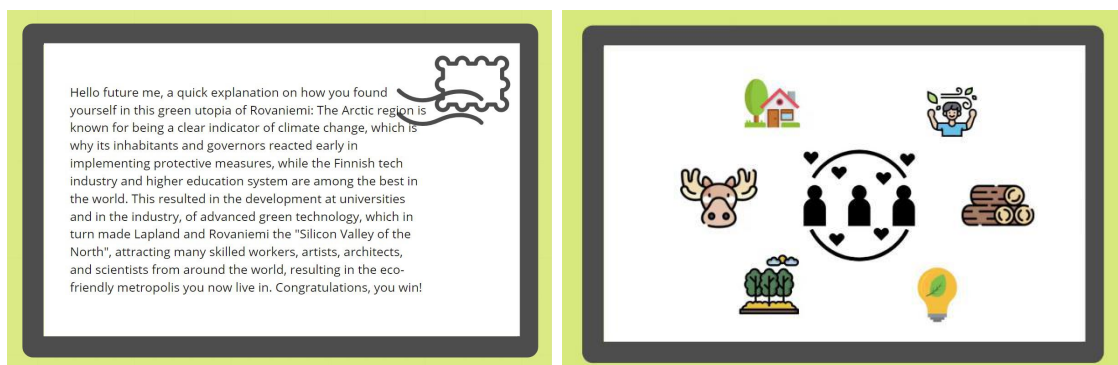 Hello future me, a quick explanation on how you found
yourself in this green utopia of Rovaniemi: The Arctic region is
known for being a clear indicator of climate change, which is
why its inhabitants and governors reacted early in
implementing protective measures, while the Finnish tech
industry and higher education system are among the best in
the world. This resulted in the development at universities
and in the industry, of advanced green technology, which in
turn made Lapland and Rovaniemi the "Silicon Valley of the
North", attracting many skilled workers, artists, architects,
and scientists from around the world, resulting in the eco-
friendly metropolis you now live in. Congratulations, you win!